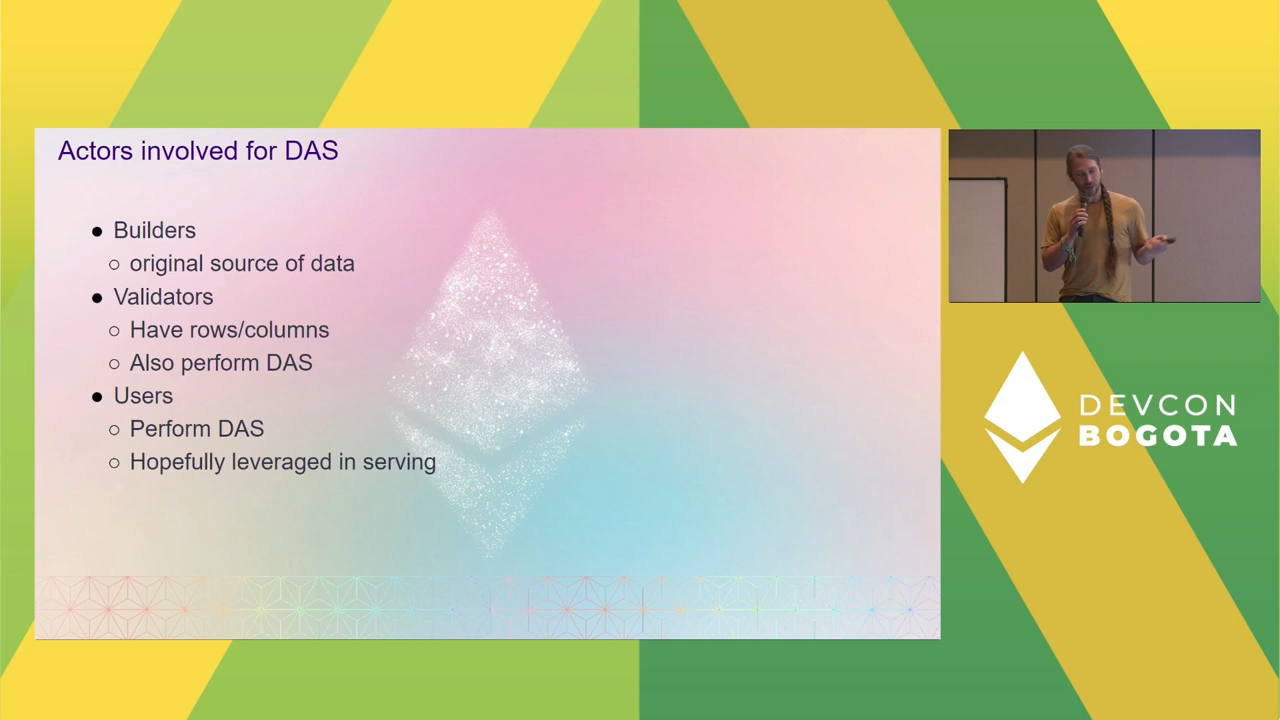 Actors involved for DAS
● Builders
○ original source of data
● Validators
○ Have rows/columns
○ Also perform DAS
● Users
○ Perform DAS
○ Hopefully leveraged in serving
DEVCON
BOGOTA